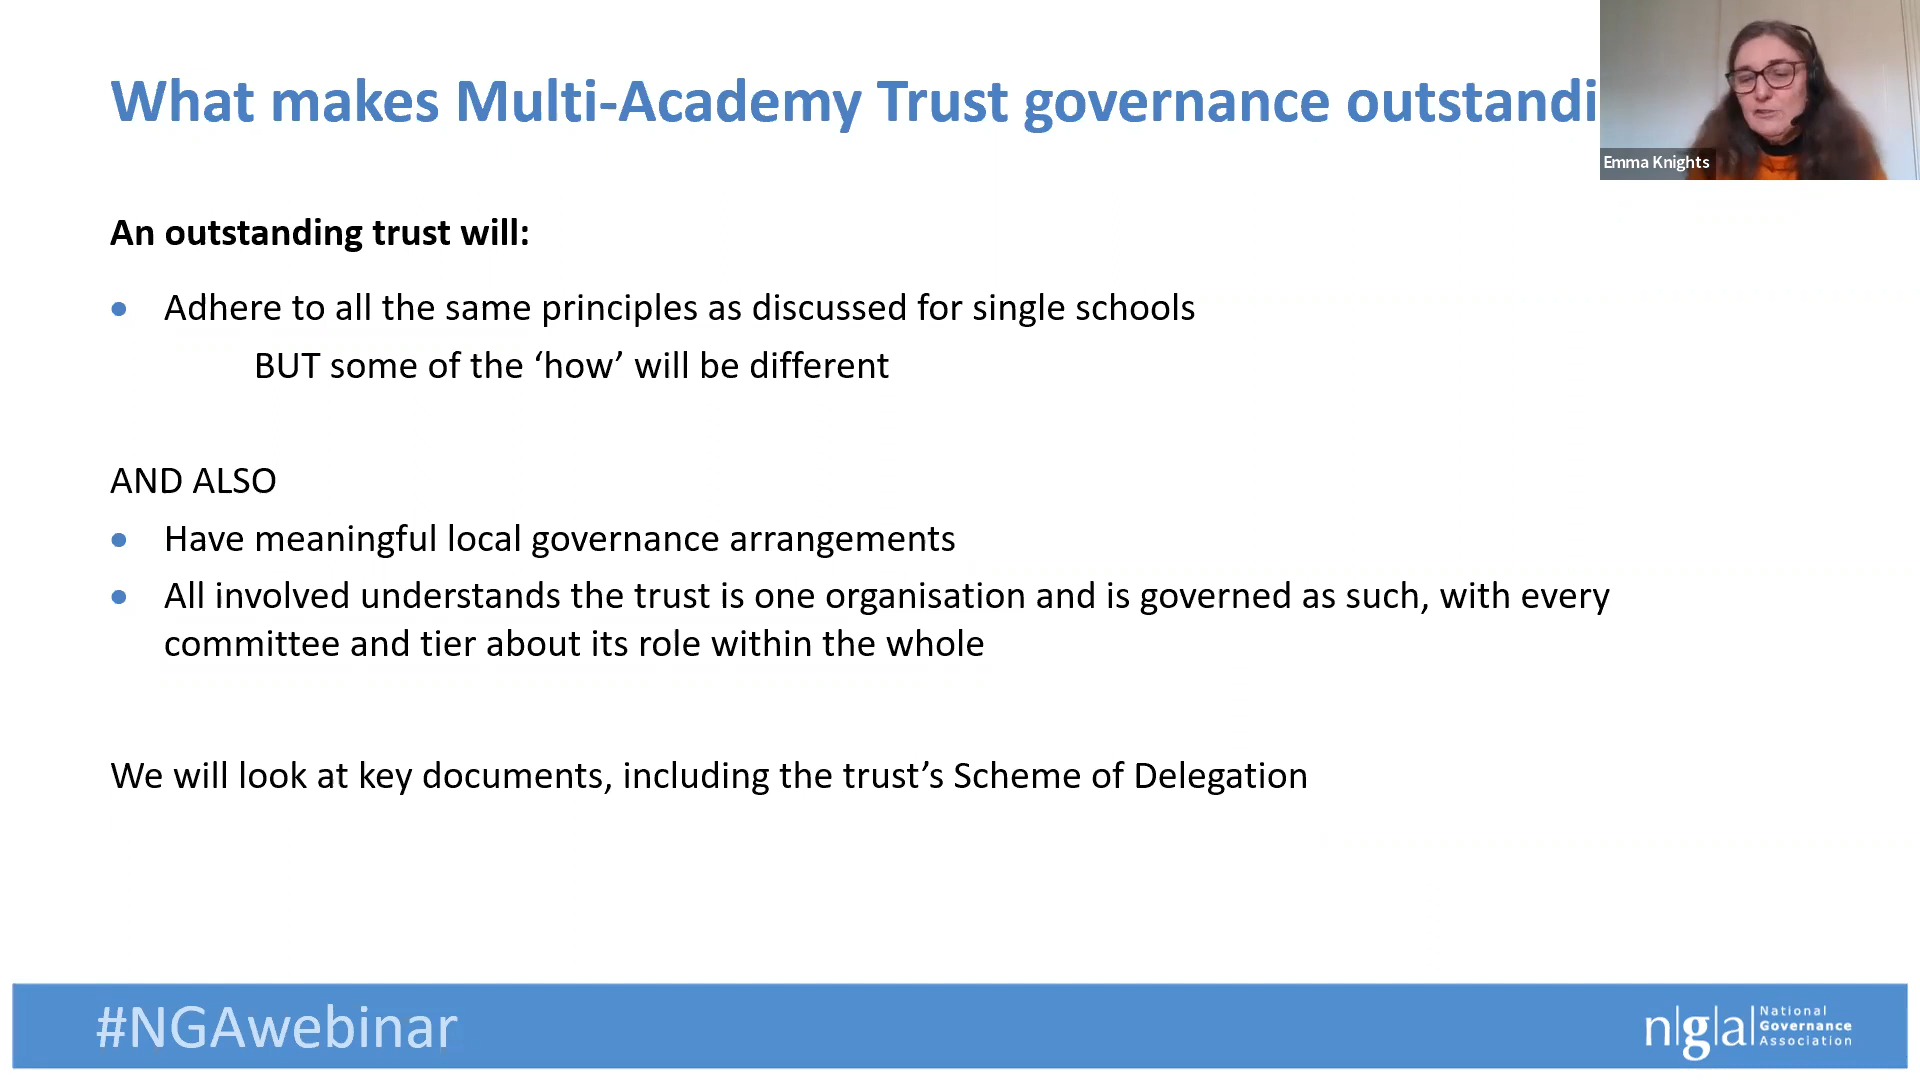 What makes Multi-Academy Trust governance outstandi
Emma Knights
An outstanding trust will:
• Adhere to all the same principles as discussed for single schools
BUT some of the ‘how’ will be different
AND ALSO
• Have meaningful local governance arrangements
• All involved understands the trust is one organisation and is governed as such, with every
committee and tier about its role within the whole
We will look at key documents, including the trust’s Scheme of Delegation
#NGAwebinar
n|g|a|
National
Governance
Association